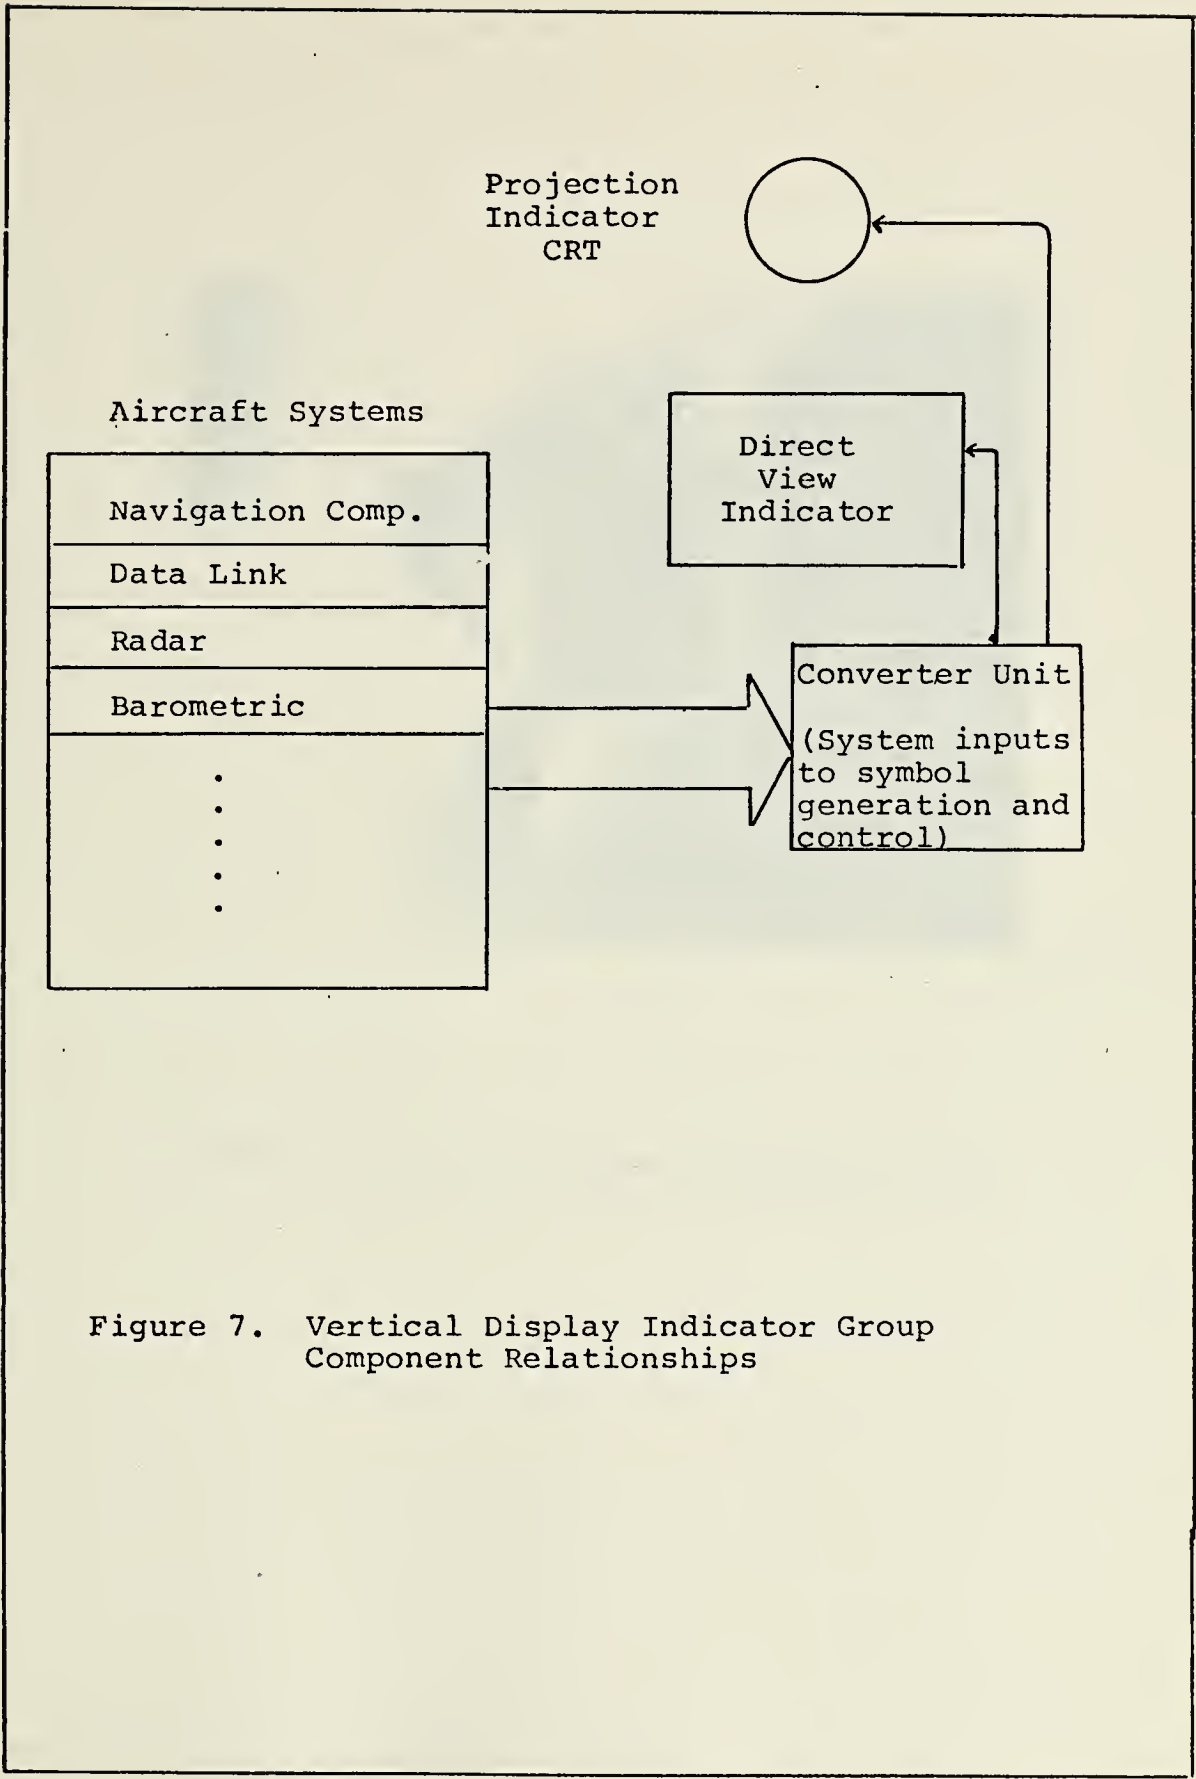 Projection
Indicator
CRT
Aircraft Systems
Navigation Comp.
Data Link
Radar
Barometric
Direct
View
Indicator
Converter Unit
(System inputs
to symbol
generation and
control)
Figure 7. Vertical Display Indicator Group
Component Relationships